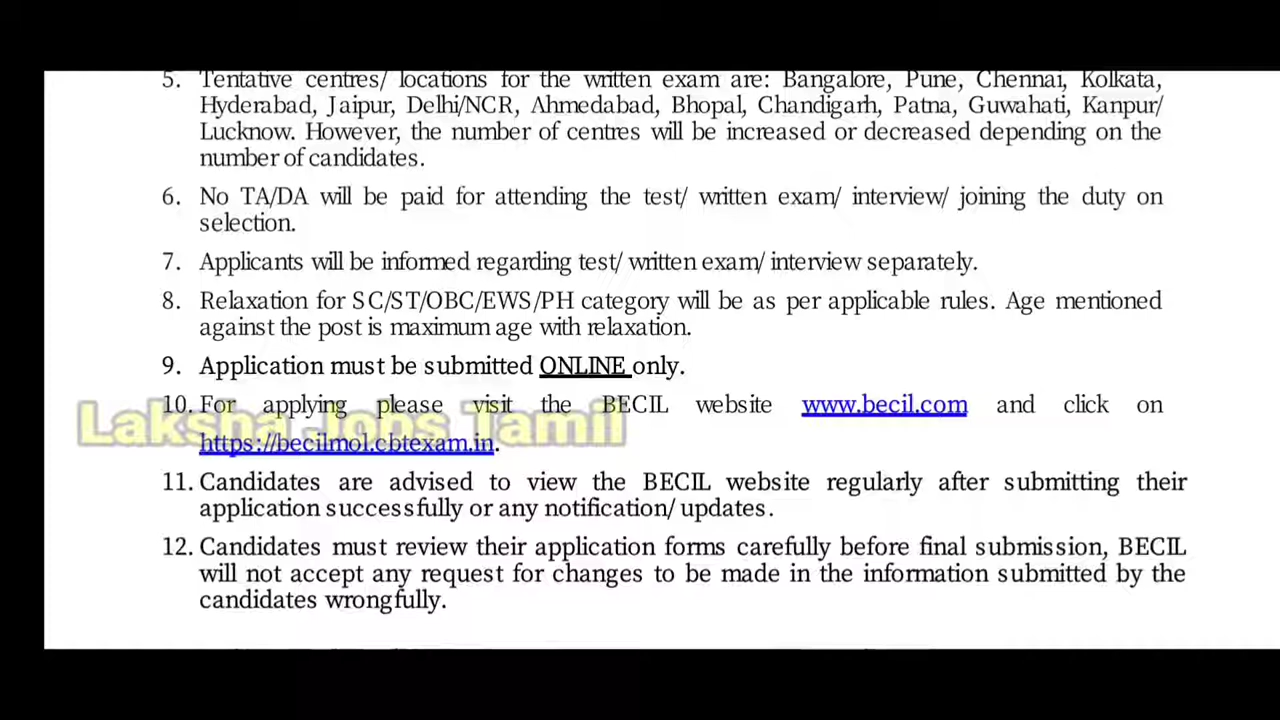 5. Tentative centres/ locations for the written exam are: Bangalore, Pune, Chennai, Kolkata,
Hyderabad, Jaipur, Delhi/NCR, Ahmedabad, Bhopal, Chandigarh, Patna, Guwahati, Kanpur/
Lucknow. However, the number of centres will be increased or decreased depending on the
number of candidates.
6. No TA/DA will be paid for attending the test/ written exam/ interview/ joining the duty on
selection.
7. Applicants will be informed regarding test/ written exam/ interview separately.
8. Relaxation for SC/ST/OBC/EWS/PH category will be as per applicable rules. Age mentioned
against the post is maximum age with relaxation.
9. Application must be submitted ONLINE only.
10. For applying please visit the BECIL website www.becil.com and click on
Laksha Jobs Tamil
https://becilmol.cbtexam.in.
11. Candidates are advised to view the BECIL website regularly after submitting their
application successfully or any notification/ updates.
12. Candidates must review their application forms carefully before final submission, BECIL
will not accept any request for changes to be made in the information submitted by the
candidates wrongfully.